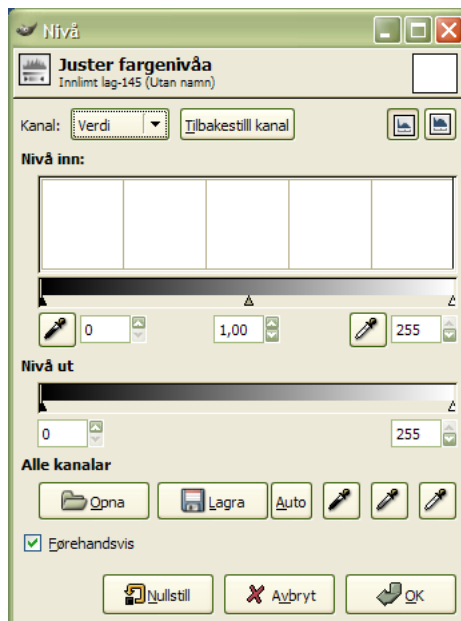 Nivå
Juster fargenivåa
Innlimt lag-145 (Utan namn)
Kanal: Verdi Tilbakestilll kanal
Nivå inn:
0 1,00 255
Nivå ut
0 255
Alle kanalar
Opna Lagra Auto
Førehandsvis
Nullstill Avbryt OK